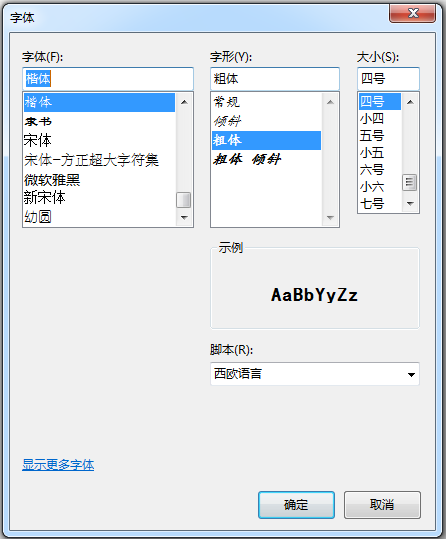 字体
字体(F):
楷体
楷体
隶书
宋体
宋体-方正超大字符集
微软雅黑
新宋体
幼圆
字形(Y):
粗体
常规
倾斜
粗体
粗体 倾斜
大小(S):
四号
四号
小四
五号
小五
六号
小六
七号
示例
AaBbYyZz
脚本(R):
西欧语言
显示更多字体
确定
取消